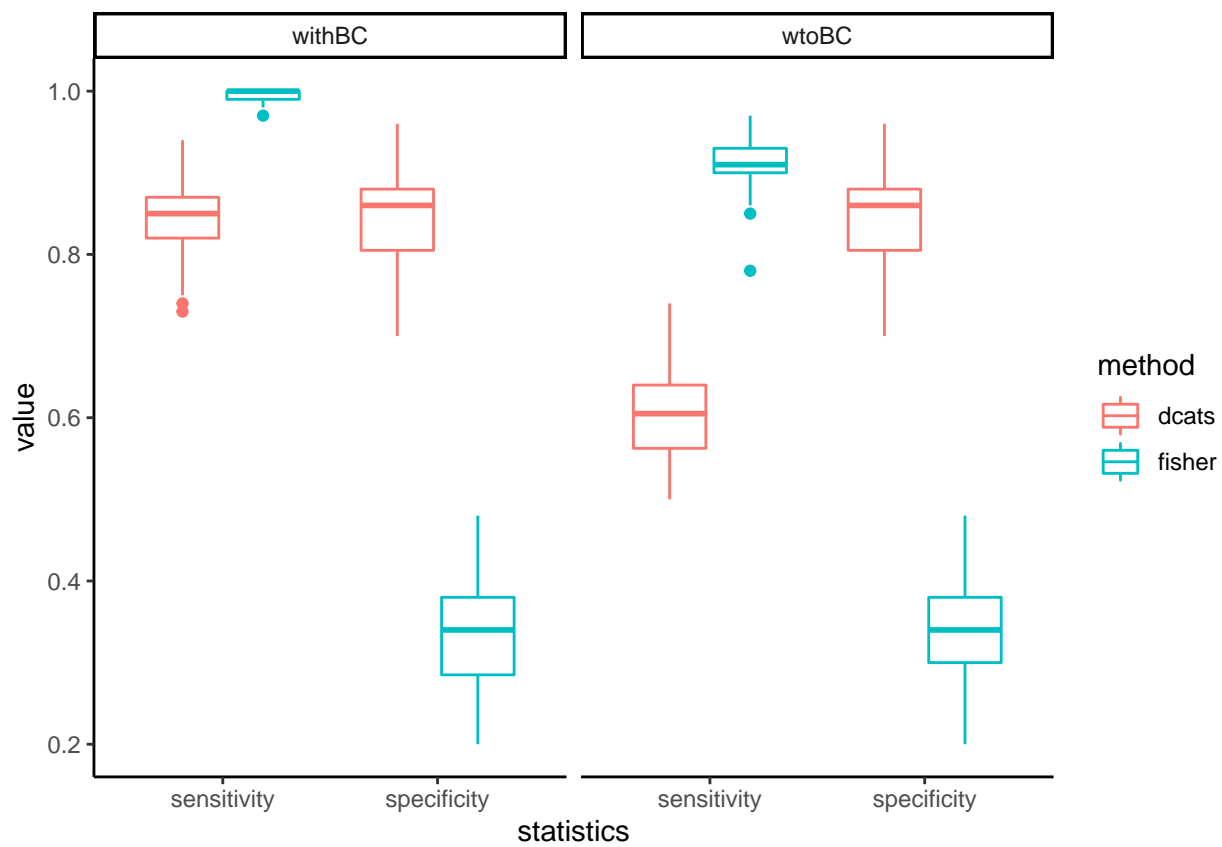 withBC wtoBC
value
1.0
0.8
0.6
0.4
0.2
sensitivity specificity sensitivity specificity
statistics
method
dcats
fisher